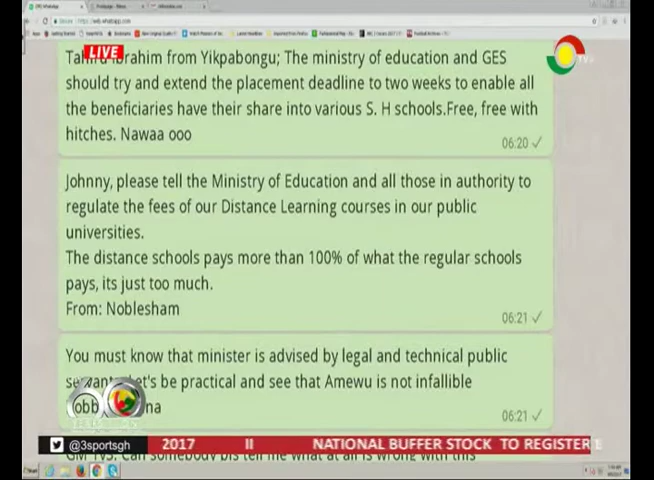 LIVE
Ibrahim from Yikpabongu; The ministry of education and GES
should try and extend the placement deadline to two weeks to enable all
the beneficiaries have their share into various S. H schools.Free, free with
hitches. Nawaa ooo
06:20
Johnny, please tell the Ministry of Education and all those in authority to
regulate the fees of our Distance Learning courses in our public
universities.
The distance schools pays more than 100% of what the regular schools
pays, its just too much.
From: Noblesham
06:21
You must know that minister is advised by legal and technical public
let's be practical and see that Amewu is not infallible
06:21
60
@3sportsgh 2017 II NATIONAL BUFFER STOCK TO REGISTER